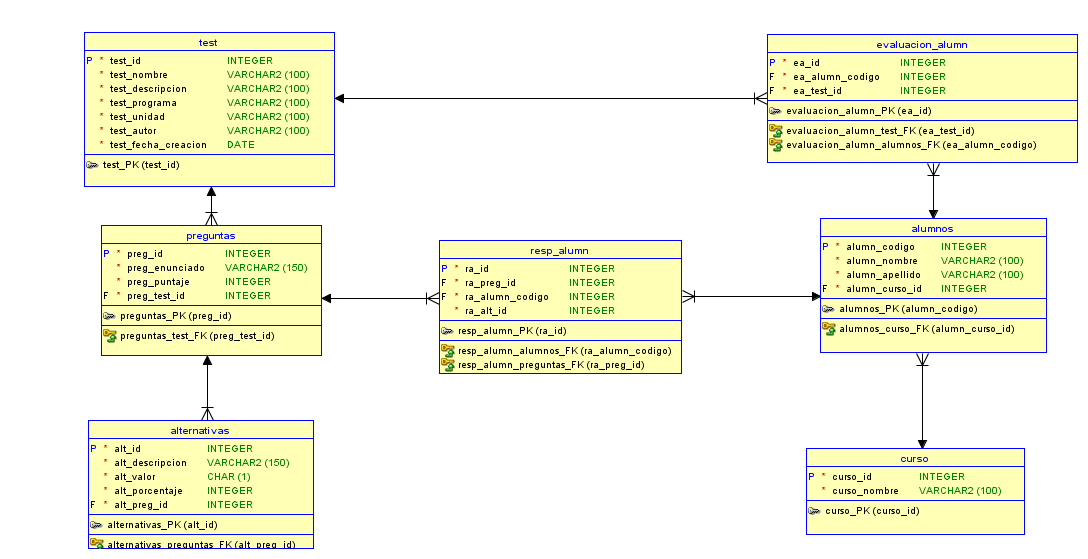 test
P * test_id INTEGER
* test_nombre VARCHAR2 (100)
* test_descripcion VARCHAR2 (100)
* test_programa VARCHAR2 (100)
* test_unidad VARCHAR2 (100)
* test_autor VARCHAR2 (100)
* test_fecha_creacion DATE
test_PK (test_id)
evaluacion_alumn
P * ea_id INTEGER
F * ea_alumn_codigo INTEGER
F * ea_test_id INTEGER
evaluacion_alumn_PK (ea_id)
evaluacion_alumn_test_FK (ea_test_id)
evaluacion_alumn_alumnos_FK (ea_alumn_codigo)
preguntas
P * preg_id INTEGER
* preg_enunciado VARCHAR2 (150)
* preg_puntaje INTEGER
F * preg_test_id INTEGER
preguntas_PK (preg_id)
preguntas_test_FK (preg_test_id)
resp_alumn
P * ra_id INTEGER
F * ra_preg_id INTEGER
F * ra_alumn_codigo INTEGER
* ra_alt_id INTEGER
resp_alumn_PK (ra_id)
resp_alumn_alumnos_FK (ra_alumn_codigo)
resp_alumn_preguntas_FK (ra_preg_id)
alumnos
P * alumn_codigo INTEGER
* alumn_nombre VARCHAR2 (100)
* alumn_apellido VARCHAR2 (100)
F * alumn_curso_id INTEGER
alumnos_PK (alumn_codigo)
alumnos_curso_FK (alumn_curso_id)
alternativas
P * alt_id INTEGER
* alt_descripcion VARCHAR2 (150)
* alt_valor CHAR (1)
* alt_porcentaje INTEGER
F * alt_preg_id INTEGER
alternativas_PK (alt_id)
alternativas_preguntas_FK (alt_preg_id)
curso
P * curso_id INTEGER
* curso_nombre VARCHAR2 (100)
curso_PK (curso_id)